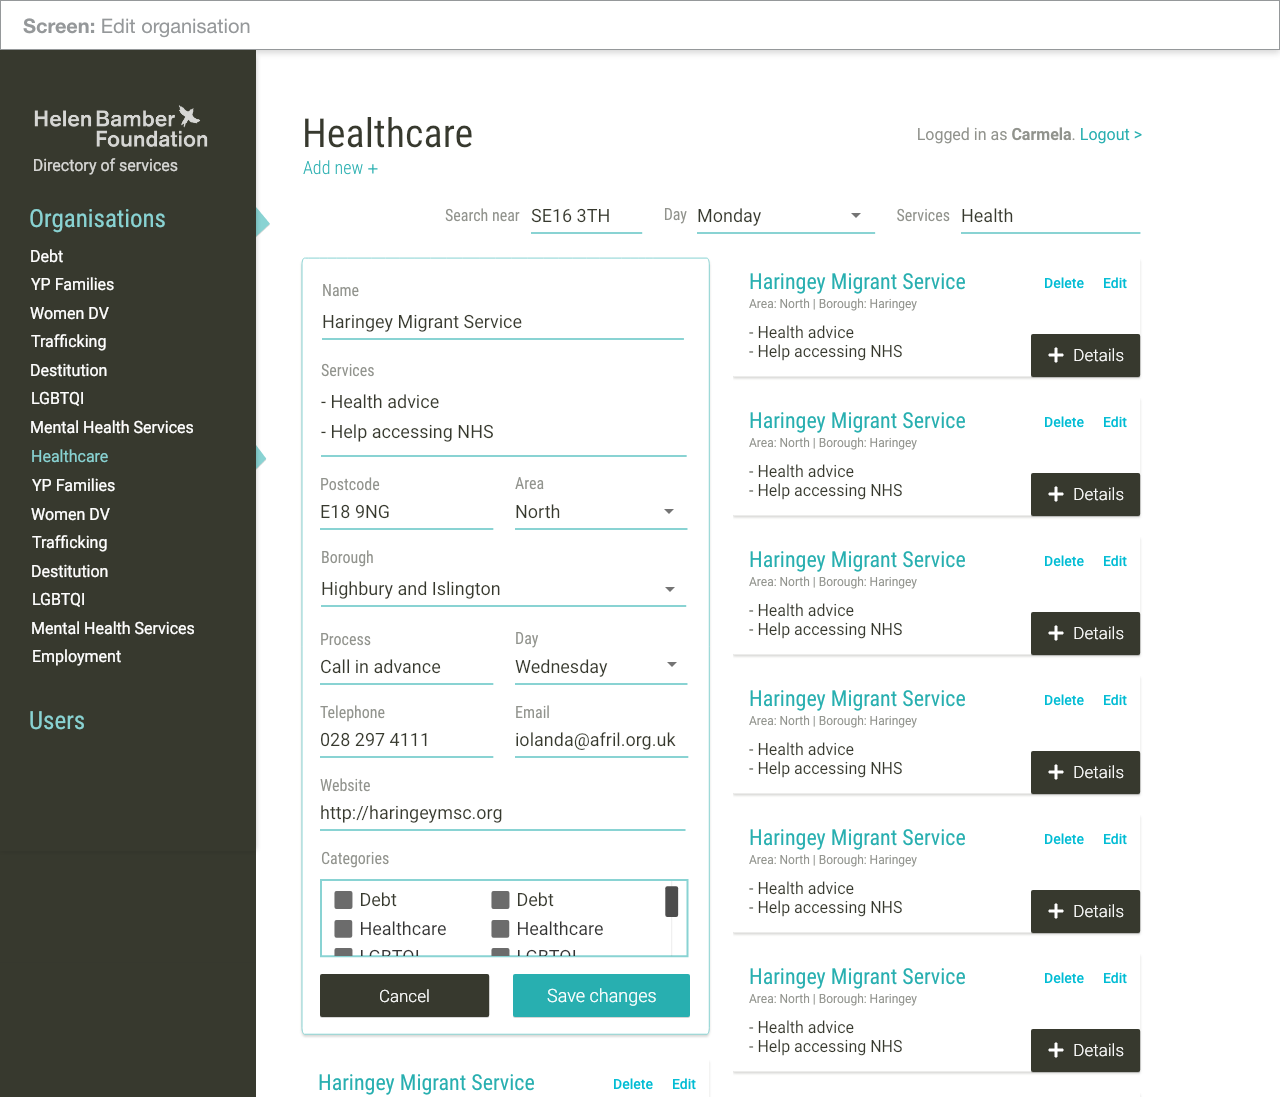 Screen: Edit organisation
Helen Bamber
Foundation
Directory of services
Organisations
Debt
YP Families
Women DV
Trafficking
Destitution
LGBTQI
Mental Health Services
Healthcare
YP Families
Women DV
Trafficking
Destitution
LGBTQI
Mental Health Services
Employment
Users
Healthcare
Add new +
Logged in as Carmela. Logout >
Search near SE16 3TH Day Monday Services Health
Name
Haringey Migrant Service
Services
- Health advice
- Help accessing NHS
Postcode Area
E18 9NG North
Borough
Highbury and Islington
Process Day
Call in advance Wednesday
Telephone Email
028 297 4111 iolanda@afril.org.uk
Website
http://haringeymsc.org
Categories
Debt Debt
Healthcare Healthcare
LGBTQI LGBTQI
Cancel Save changes
Haringey Migrant Service Delete Edit
Haringey Migrant Service Delete Edit
Area: North | Borough: Haringey
- Health advice
- Help accessing NHS
+ Details
Haringey Migrant Service Delete Edit
Area: North | Borough: Haringey
- Health advice
- Help accessing NHS
+ Details
Haringey Migrant Service Delete Edit
Area: North | Borough: Haringey
- Health advice
- Help accessing NHS
+ Details
Haringey Migrant Service Delete Edit
Area: North | Borough: Haringey
- Health advice
- Help accessing NHS
+ Details
Haringey Migrant Service Delete Edit
Area: North | Borough: Haringey
- Health advice
- Help accessing NHS
+ Details
Haringey Migrant Service Delete Edit
Area: North | Borough: Haringey
- Health advice
- Help accessing NHS
+ Details